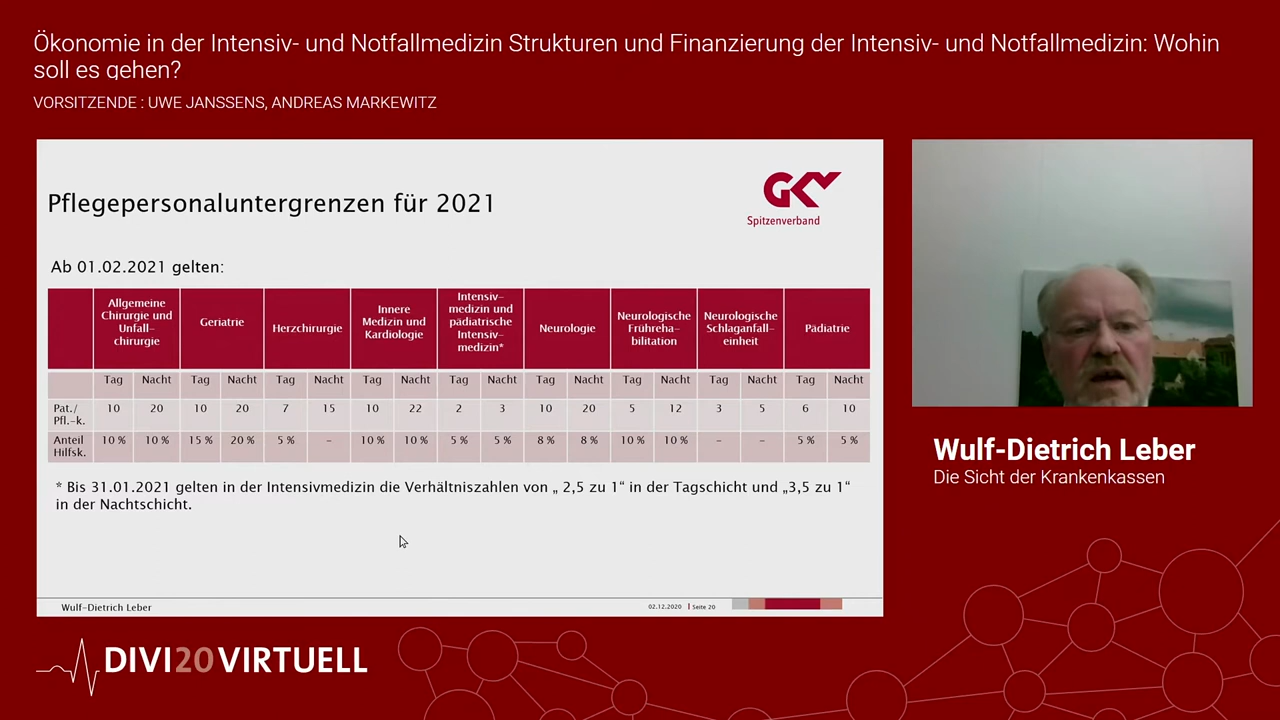 Ökonomie in der Intensiv- und Notfallmedizin Strukturen und Finanzierung der Intensiv- und Notfallmedizin: Wohin
soll es gehen?
VORSITZENDE : UWE JANSSENS, ANDREAS MARKEWITZ
GKV
Spitzenverband
Pflegepersonaluntergrenzen für 2021
Ab 01.02.2021 gelten:
Allgemeine
Chirurgie und
Unfall-
chirurgie
Geriatrie
Herzchirurgie
Innere
Medizin und
Kardiologie
Intensiv-
medizin und
pädiatrische
Intensiv-
medizin*
Neurologie
Neurologische
Frühreha-
bilitation
Neurologische
Schlaganfall-
einheit
Pädiatrie
Tag Nacht Tag Nacht Tag Nacht Tag Nacht Tag Nacht Tag Nacht Tag Nacht Tag Nacht Tag Nacht
Pat./
Pfl.-k.
10 20 10 20 7 15 10 22 2 3 10 20 5 12 3 5 6 10
Anteil
Hilfsk.
10 % 10 % 15 % 20 % 5 % - 10 % 10 % 5 % 5 % 8 % 8 % 10 % 10 % - - 5 % 5 %
* Bis 31.01.2021 gelten in der Intensivmedizin die Verhältniszahlen von „ 2,5 zu 1“ in der Tagschicht und „3,5 zu 1“
in der Nachtschicht.
Wulf-Dietrich Leber
02.12.2020 | Seite 20
Wulf-Dietrich Leber
Die Sicht der Krankenkassen
DIVI20VIRTUELL